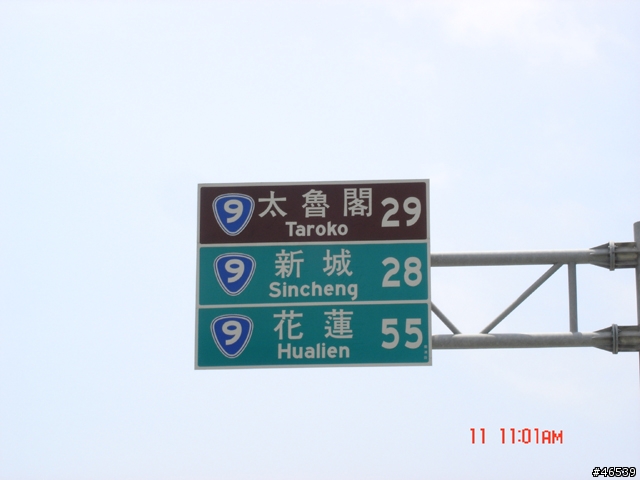 9 太魯閣 29
Taroko
9 新城 28
Sincheng
9 花蓮 55
Hualien
11 11:01AM
#46539